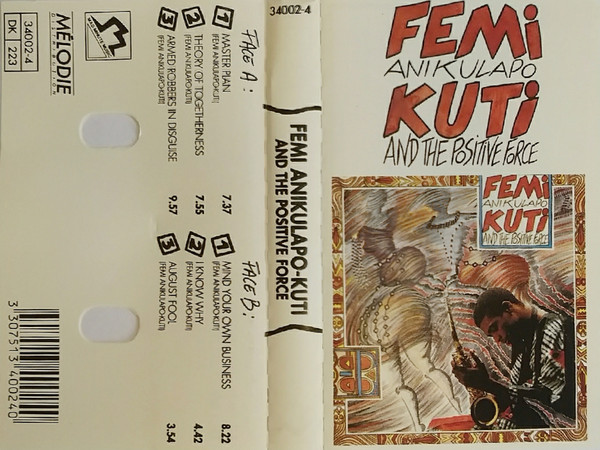 FEMI
ANIKULAPO
KUTI
AND THE POSITIVE FORCE
FEMI
ANIKULAPO
KUTI
AND THE POSITIVE FORCE
34002-4
FEMI ANIKULAPO-KUTI
AND THE POSITIVE FORCE
FACE A :
1 MASTER PLAN 7.37
(FEMI ANIKULAPO-KUTI)
2 THEORY OF TOGETHERNESS 7.55
(FEMI ANIKULAPO-KUTI)
3 ARMED ROBBERS IN DISGUISE 9.57
(FEMI ANIKULAPO-KUTI)
FACE B :
1 MIND YOUR OWN BUSINESS 8.22
(FEMI ANIKULAPO-KUTI)
2 I KNOW WHY 4.42
(FEMI ANIKULAPO-KUTI)
3 AUGUST FOOL 3.54
(FEMI ANIKULAPO-KUTI)
MÉLODIE
DISTRIBUTION
34002-4
DK 223
3 307513 400240